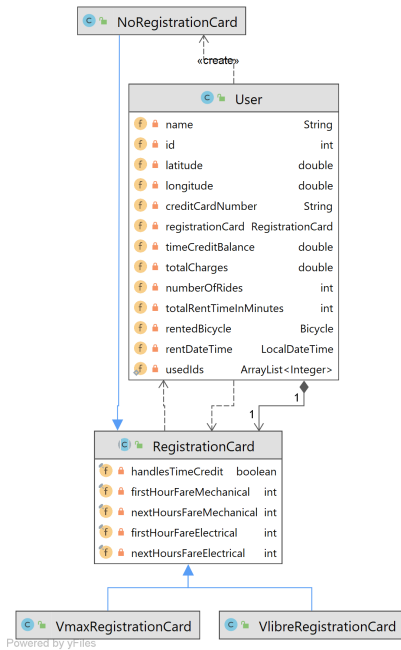 NoRegistrationCard
«create»
User
name String
id int
latitude double
longitude double
creditCardNumber String
registrationCard RegistrationCard
timeCreditBalance double
totalCharges double
numberOfRides int
totalRentTimeInMinutes int
rentedBicycle Bicycle
rentDateTime LocalDateTime
usedIds ArrayList<Integer>
1
1
RegistrationCard
handlesTimeCredit boolean
firstHourFareMechanical int
nextHoursFareMechanical int
firstHourFareElectrical int
nextHoursFareElectrical int
VmaxRegistrationCard VlibreRegistrationCard
Powered by yFiles